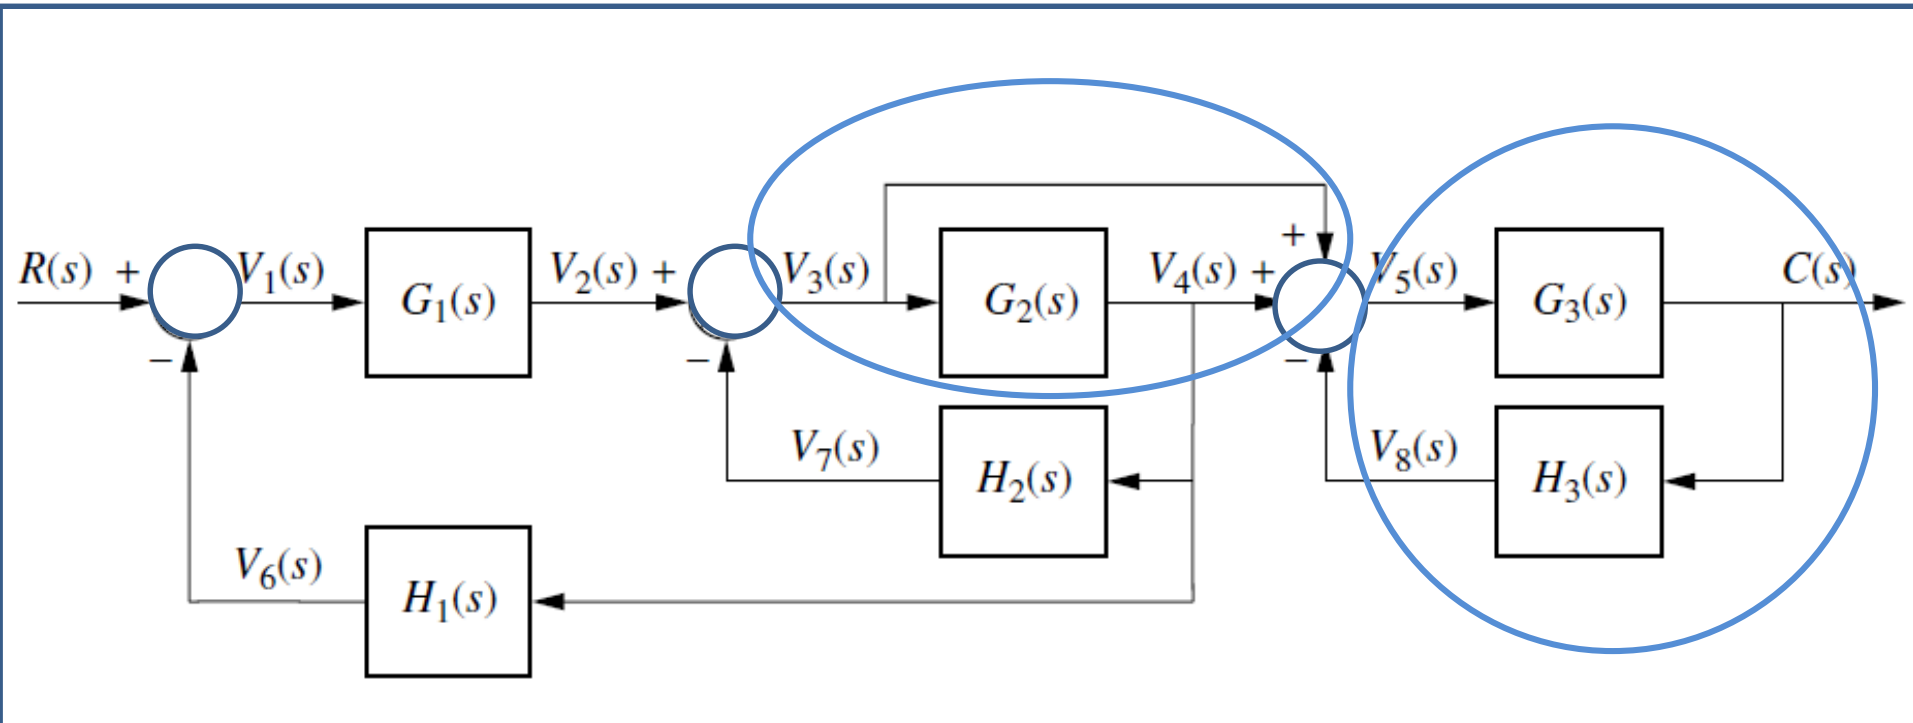 +
R(s) + V₁(s) G₁(s) V₂(s) + V₃(s) G₂(s) V₄(s) + V₅(s) G₃(s) C(s)
− − −
V₇(s) H₂(s) V₈(s) H₃(s)
V₆(s) H₁(s)